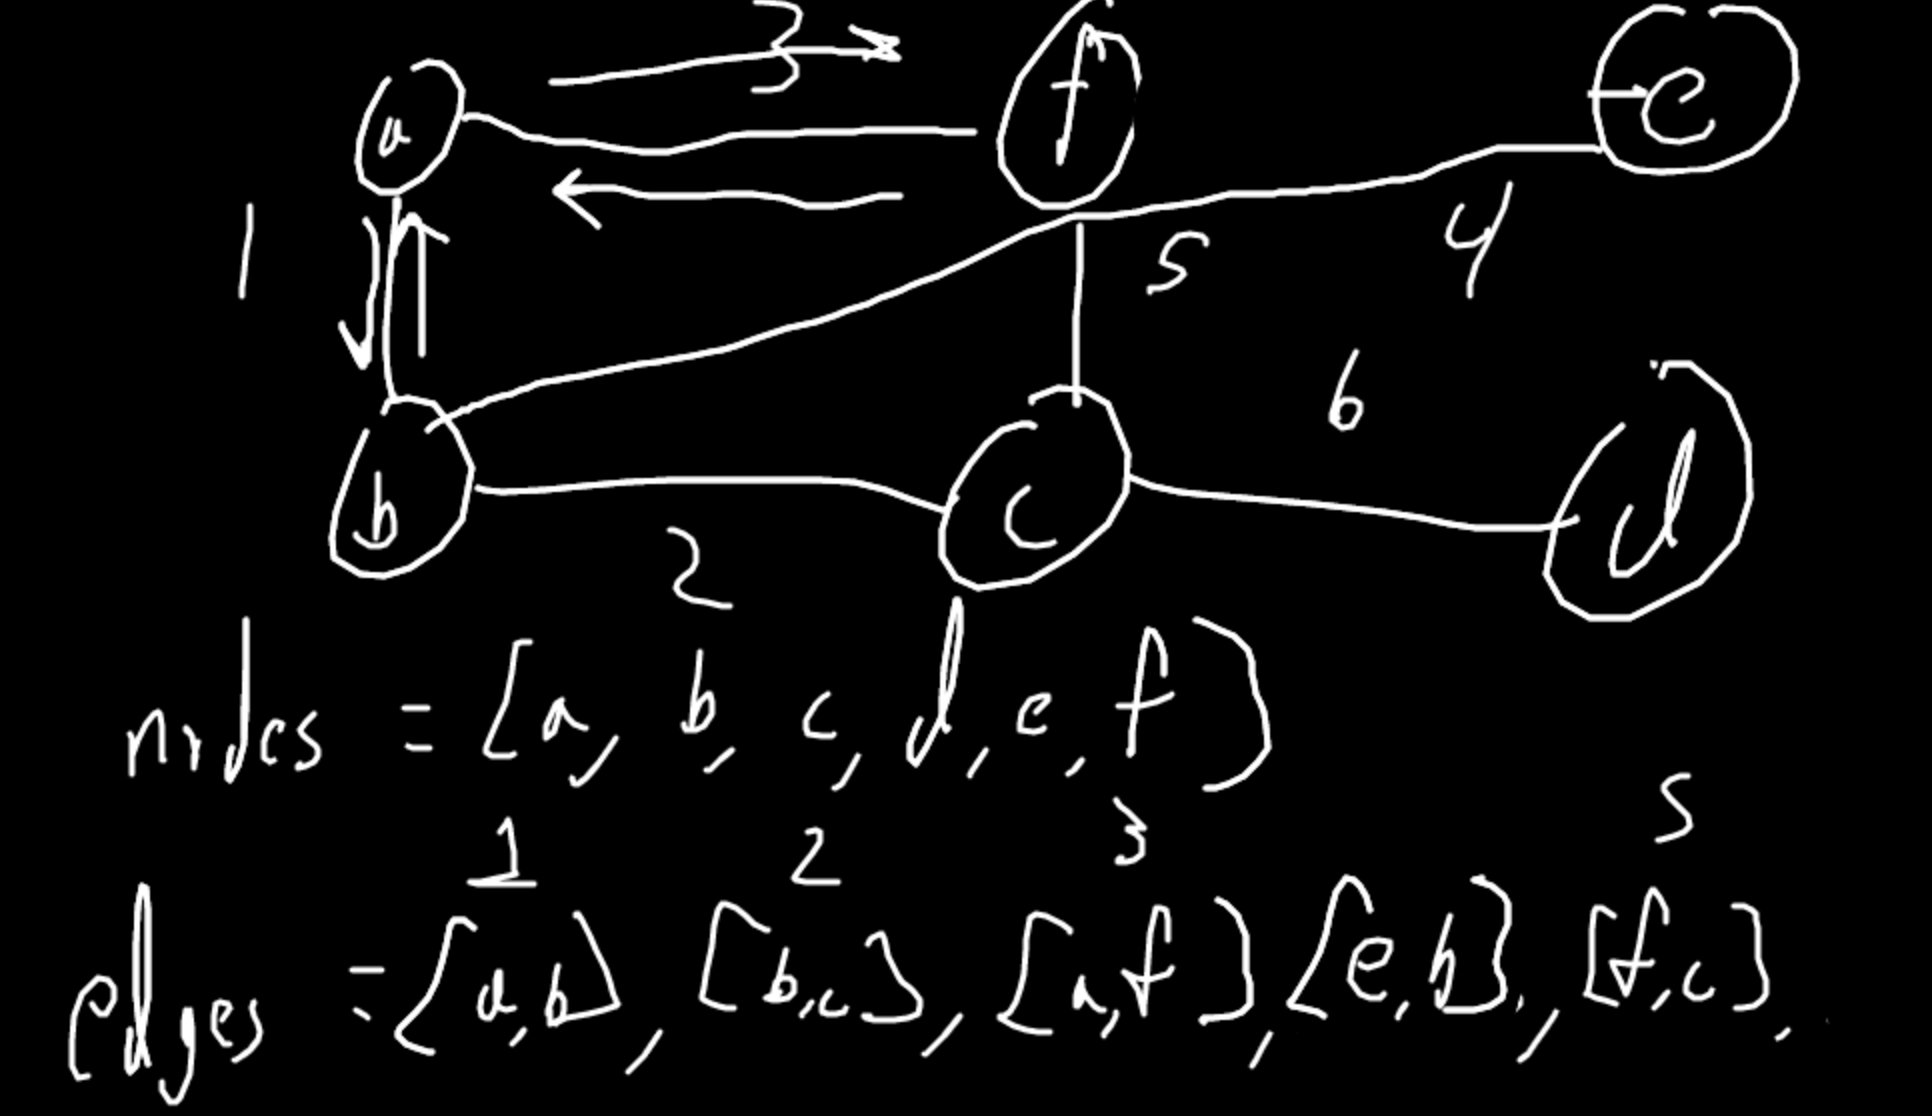 3
a
f
e
1
5
4
6
b
c
d
2
nodes = [a, b, c, d, e, f]
1 2 3 5
edges = [a,b], [b,c], [a,f], [e,b], [f,c],